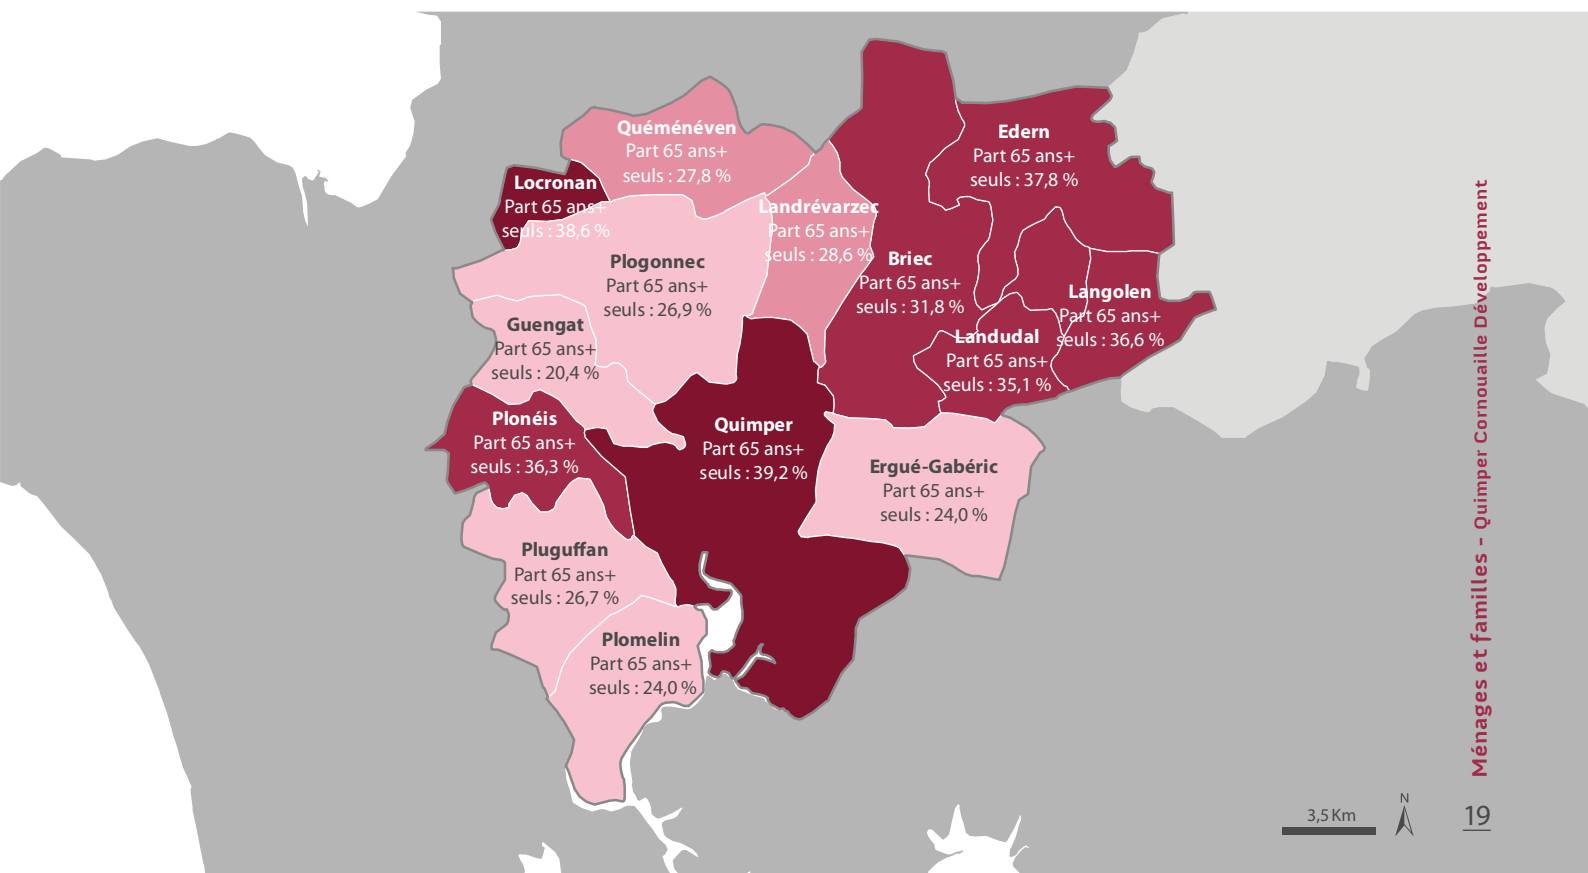 Quéménéven
Part 65 ans+
seuls : 27,8 %
Edern
Part 65 ans+
seuls : 37,8 %
Locronan
Part 65 ans+
seuls : 38,6 %
Landrévarzec
Part 65 ans+
seuls : 28,6 %
Plogonnec
Part 65 ans+
seuls : 26,9 %
Briec
Part 65 ans+
seuls : 31,8 %
Langolen
Part 65 ans+
seuls : 36,6 %
Guengat
Part 65 ans+
seuls : 20,4 %
Landudal
Part 65 ans+
seuls : 35,1 %
Plonéis
Part 65 ans+
seuls : 36,3 %
Quimper
Part 65 ans+
seuls : 39,2 %
Ergué-Gabéric
Part 65 ans+
seuls : 24,0 %
Pluguffan
Part 65 ans+
seuls : 26,7 %
Plomelin
Part 65 ans+
seuls : 24,0 %
Ménages et familles - Quimper Cornouaille Développement
3,5 Km
N
19